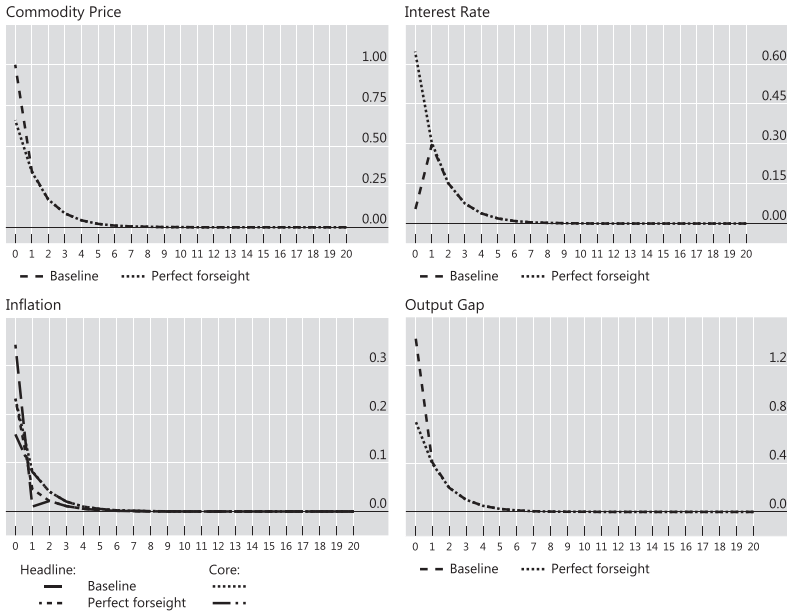 Commodity Price
1.00
0.75
0.50
0.25
0.00
0 1 2 3 4 5 6 7 8 9 10 11 12 13 14 15 16 17 18 19 20
Baseline Perfect forseight
Interest Rate
0.60
0.45
0.30
0.15
0.00
0 1 2 3 4 5 6 7 8 9 10 11 12 13 14 15 16 17 18 19 20
Baseline Perfect forseight
Inflation
0.3
0.2
0.1
0.0
0 1 2 3 4 5 6 7 8 9 10 11 12 13 14 15 16 17 18 19 20
Headline: Core:
Baseline
Perfect forseight
Output Gap
1.2
0.8
0.4
0.0
0 1 2 3 4 5 6 7 8 9 10 11 12 13 14 15 16 17 18 19 20
Baseline Perfect forseight